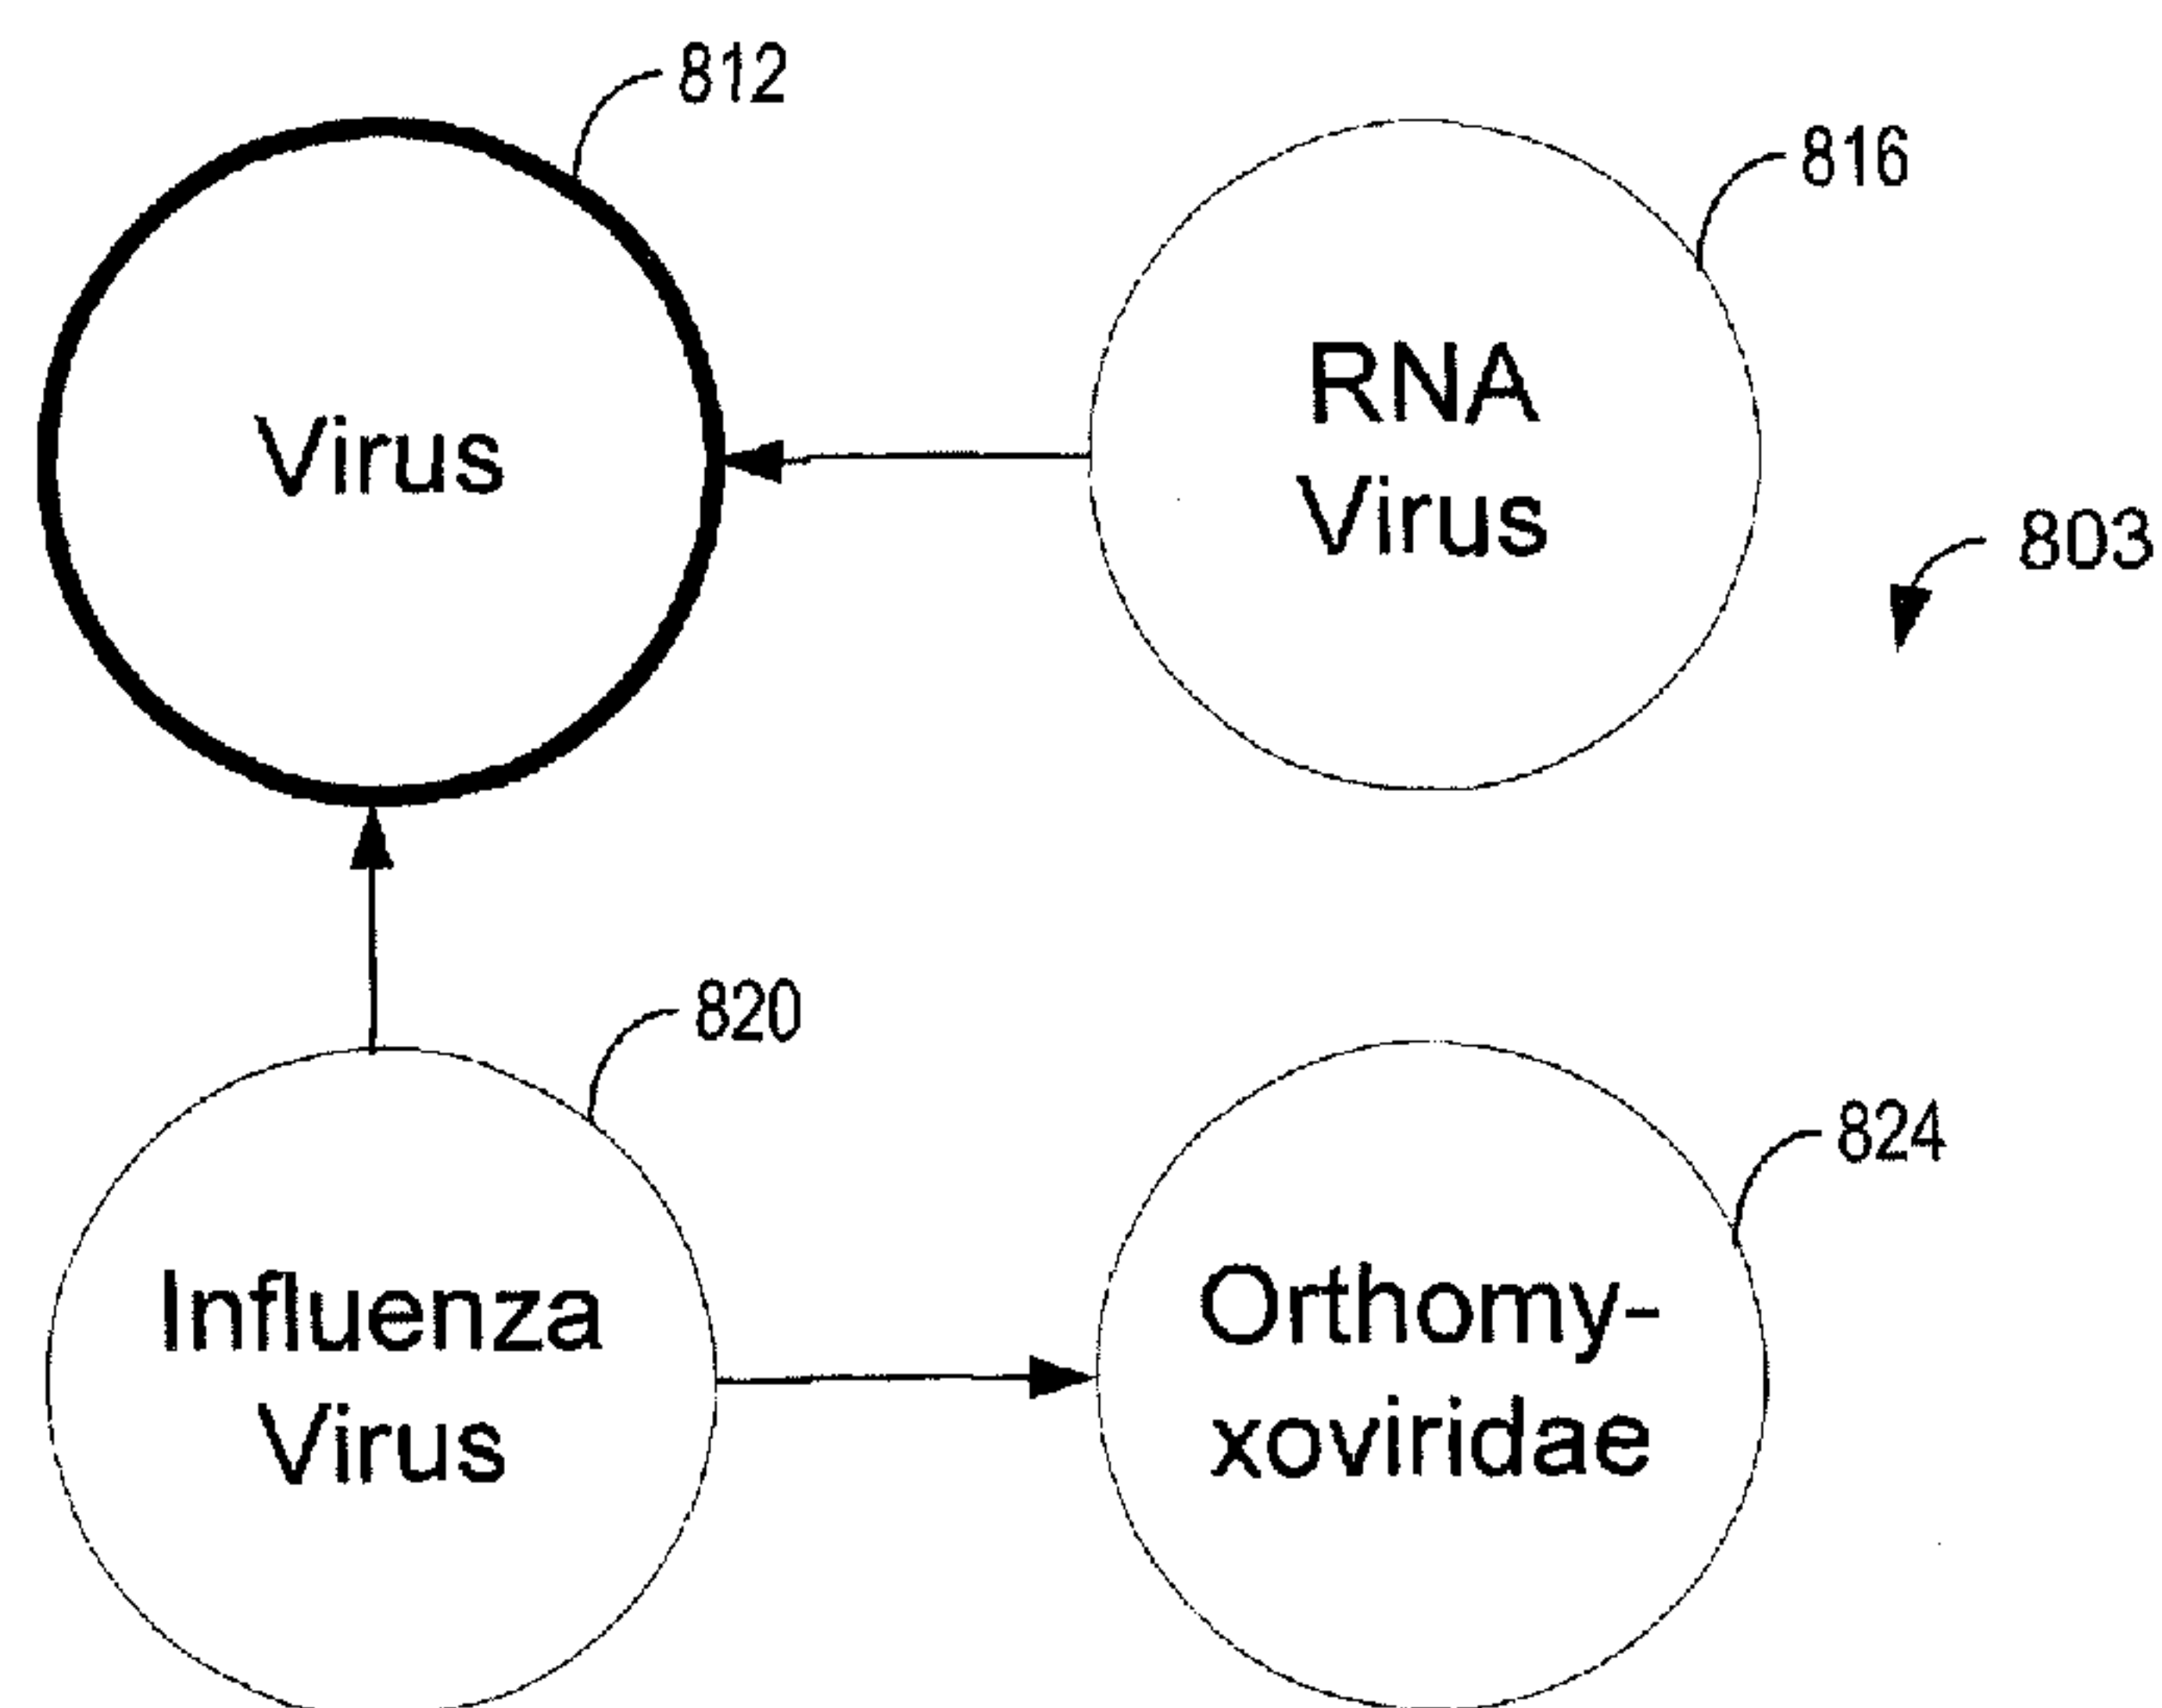 812
816
Virus
RNA
Virus
803
820
824
Influenza
Virus
Orthomy-
xoviridae